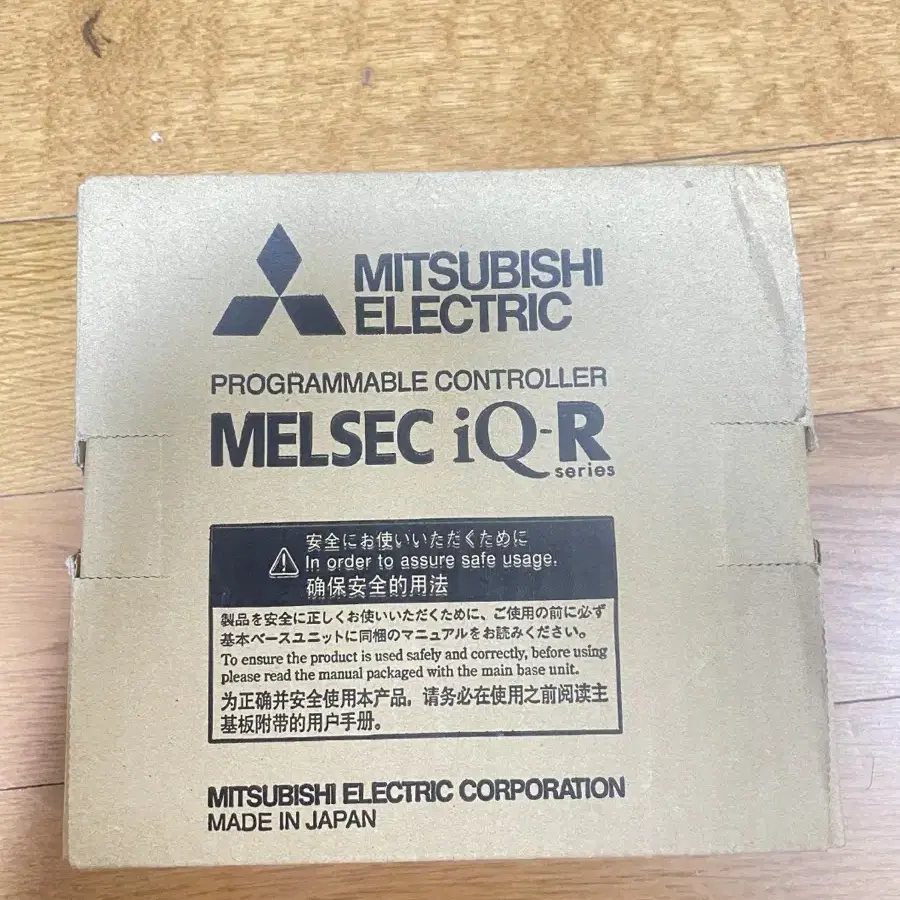 MITSUBISHI
ELECTRIC
PROGRAMMABLE CONTROLLER
MELSEC iQ-R
series
安全にお使いいただくために
In order to assure safe usage.
确保安全的用法
製品を安全に正しくお使いいただくために、ご使用の前に必ず
基本ベースユニットに同梱のマニュアルをお読みください。
To ensure the product is used safely and correctly, before using
please read the manual packaged with the main base unit.
为正确并安全使用本产品，请务必在使用之前阅读主
基板附带的用户手册。
MITSUBISHI ELECTRIC CORPORATION
MADE IN JAPAN